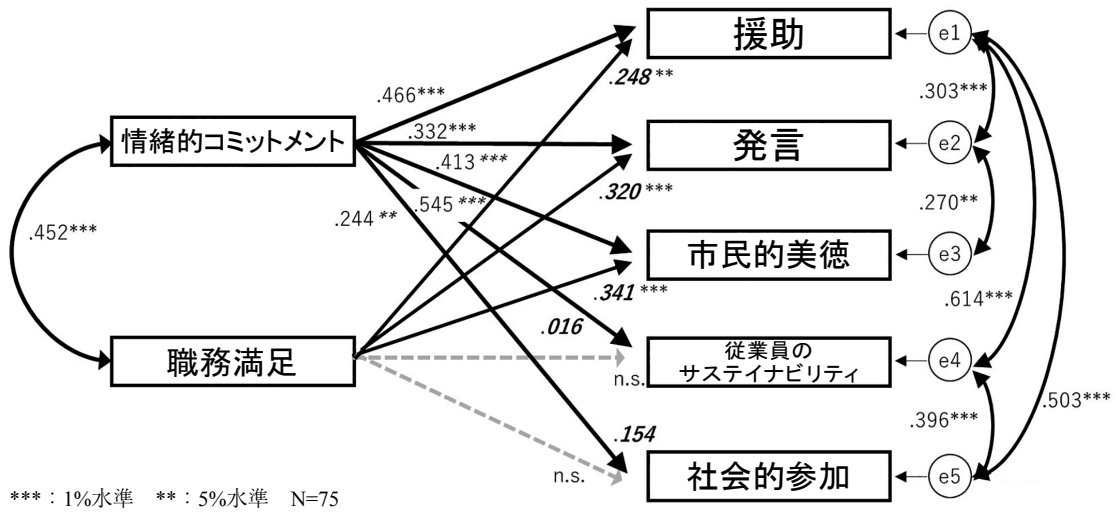 援助
e1
.248**
.466***
.303***
情緒的コミットメント
.332***
発言
e2
.413***
.320***
.545***
.244**
.270**
.452***
市民的美徳
e3
.341***
.614***
.016
職務満足
従業員の
サステイナビリティ
e4
n.s.
.503***
.396***
.154
社会的参加
e5
n.s.
***：1%水準 **：5%水準 N=75